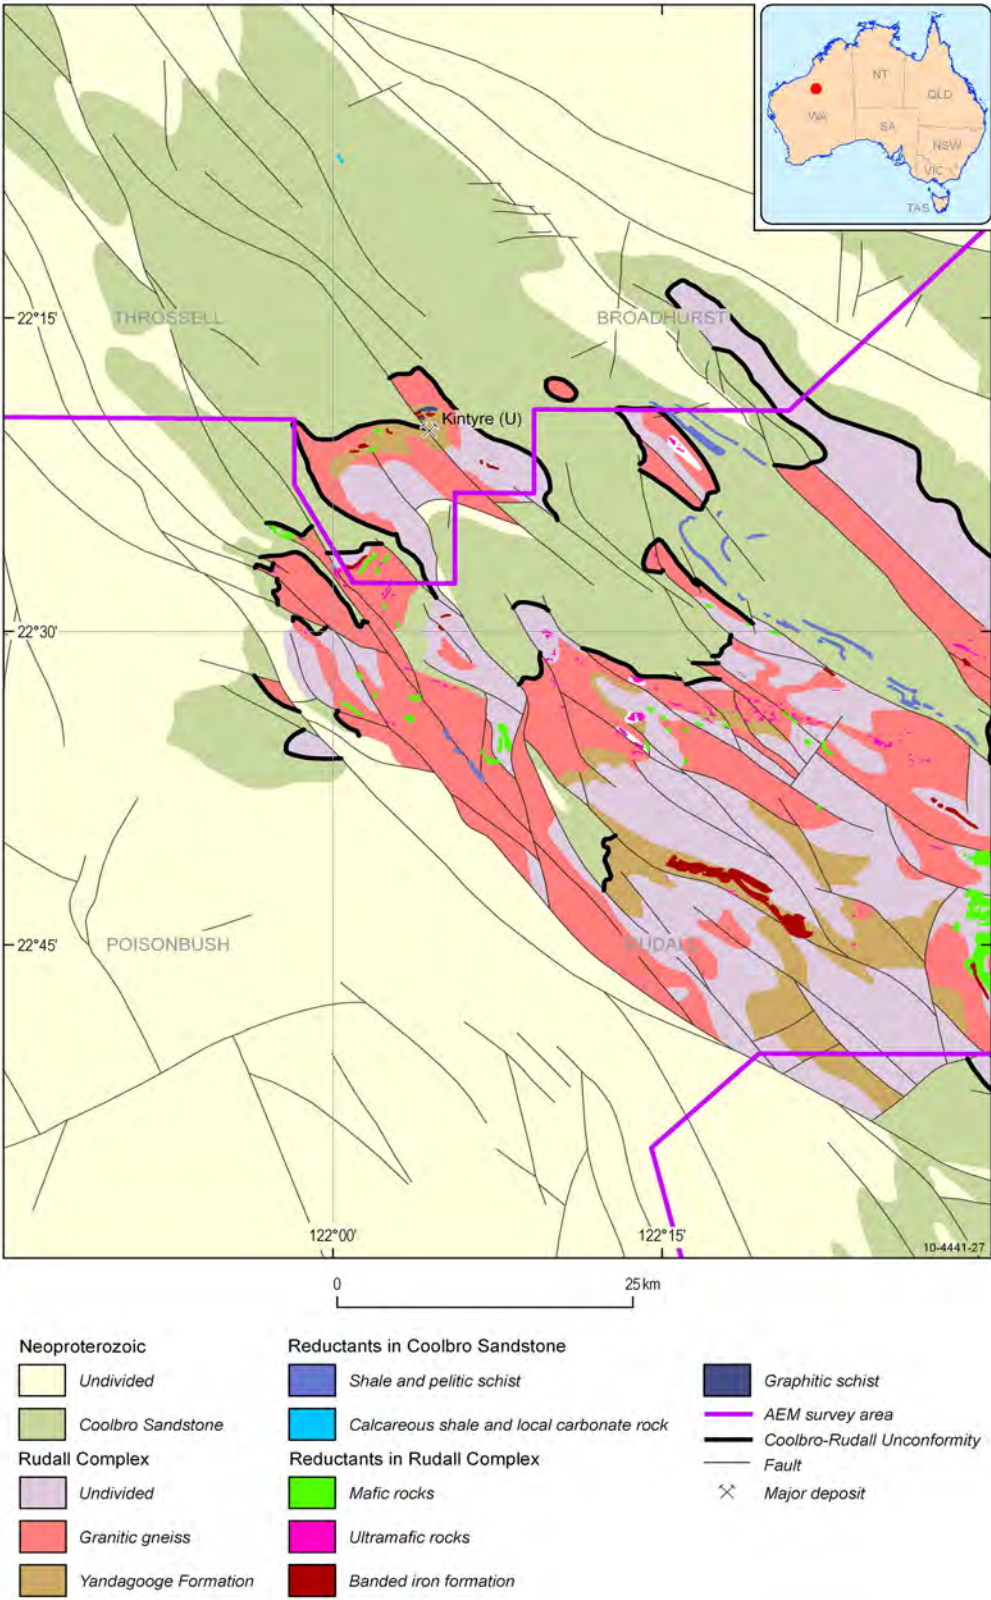 NT
QLD
WA
SA
NSW
VIC
TAS
22°15'
THROSSELL
BROADHURST
Kintyre (U)
22°30'
22°45'
POISONBUSH
RUDALL
122°00'
122°15'
10-4441-27
0 25 km
Neoproterozoic
Undivided
Coolbro Sandstone
Rudall Complex
Undivided
Granitic gneiss
Yandagooge Formation
Reductants in Coolbro Sandstone
Shale and pelitic schist
Calcareous shale and local carbonate rock
Reductants in Rudall Complex
Mafic rocks
Ultramafic rocks
Banded iron formation
Graphitic schist
AEM survey area
Coolbro-Rudall Unconformity
Fault
Major deposit